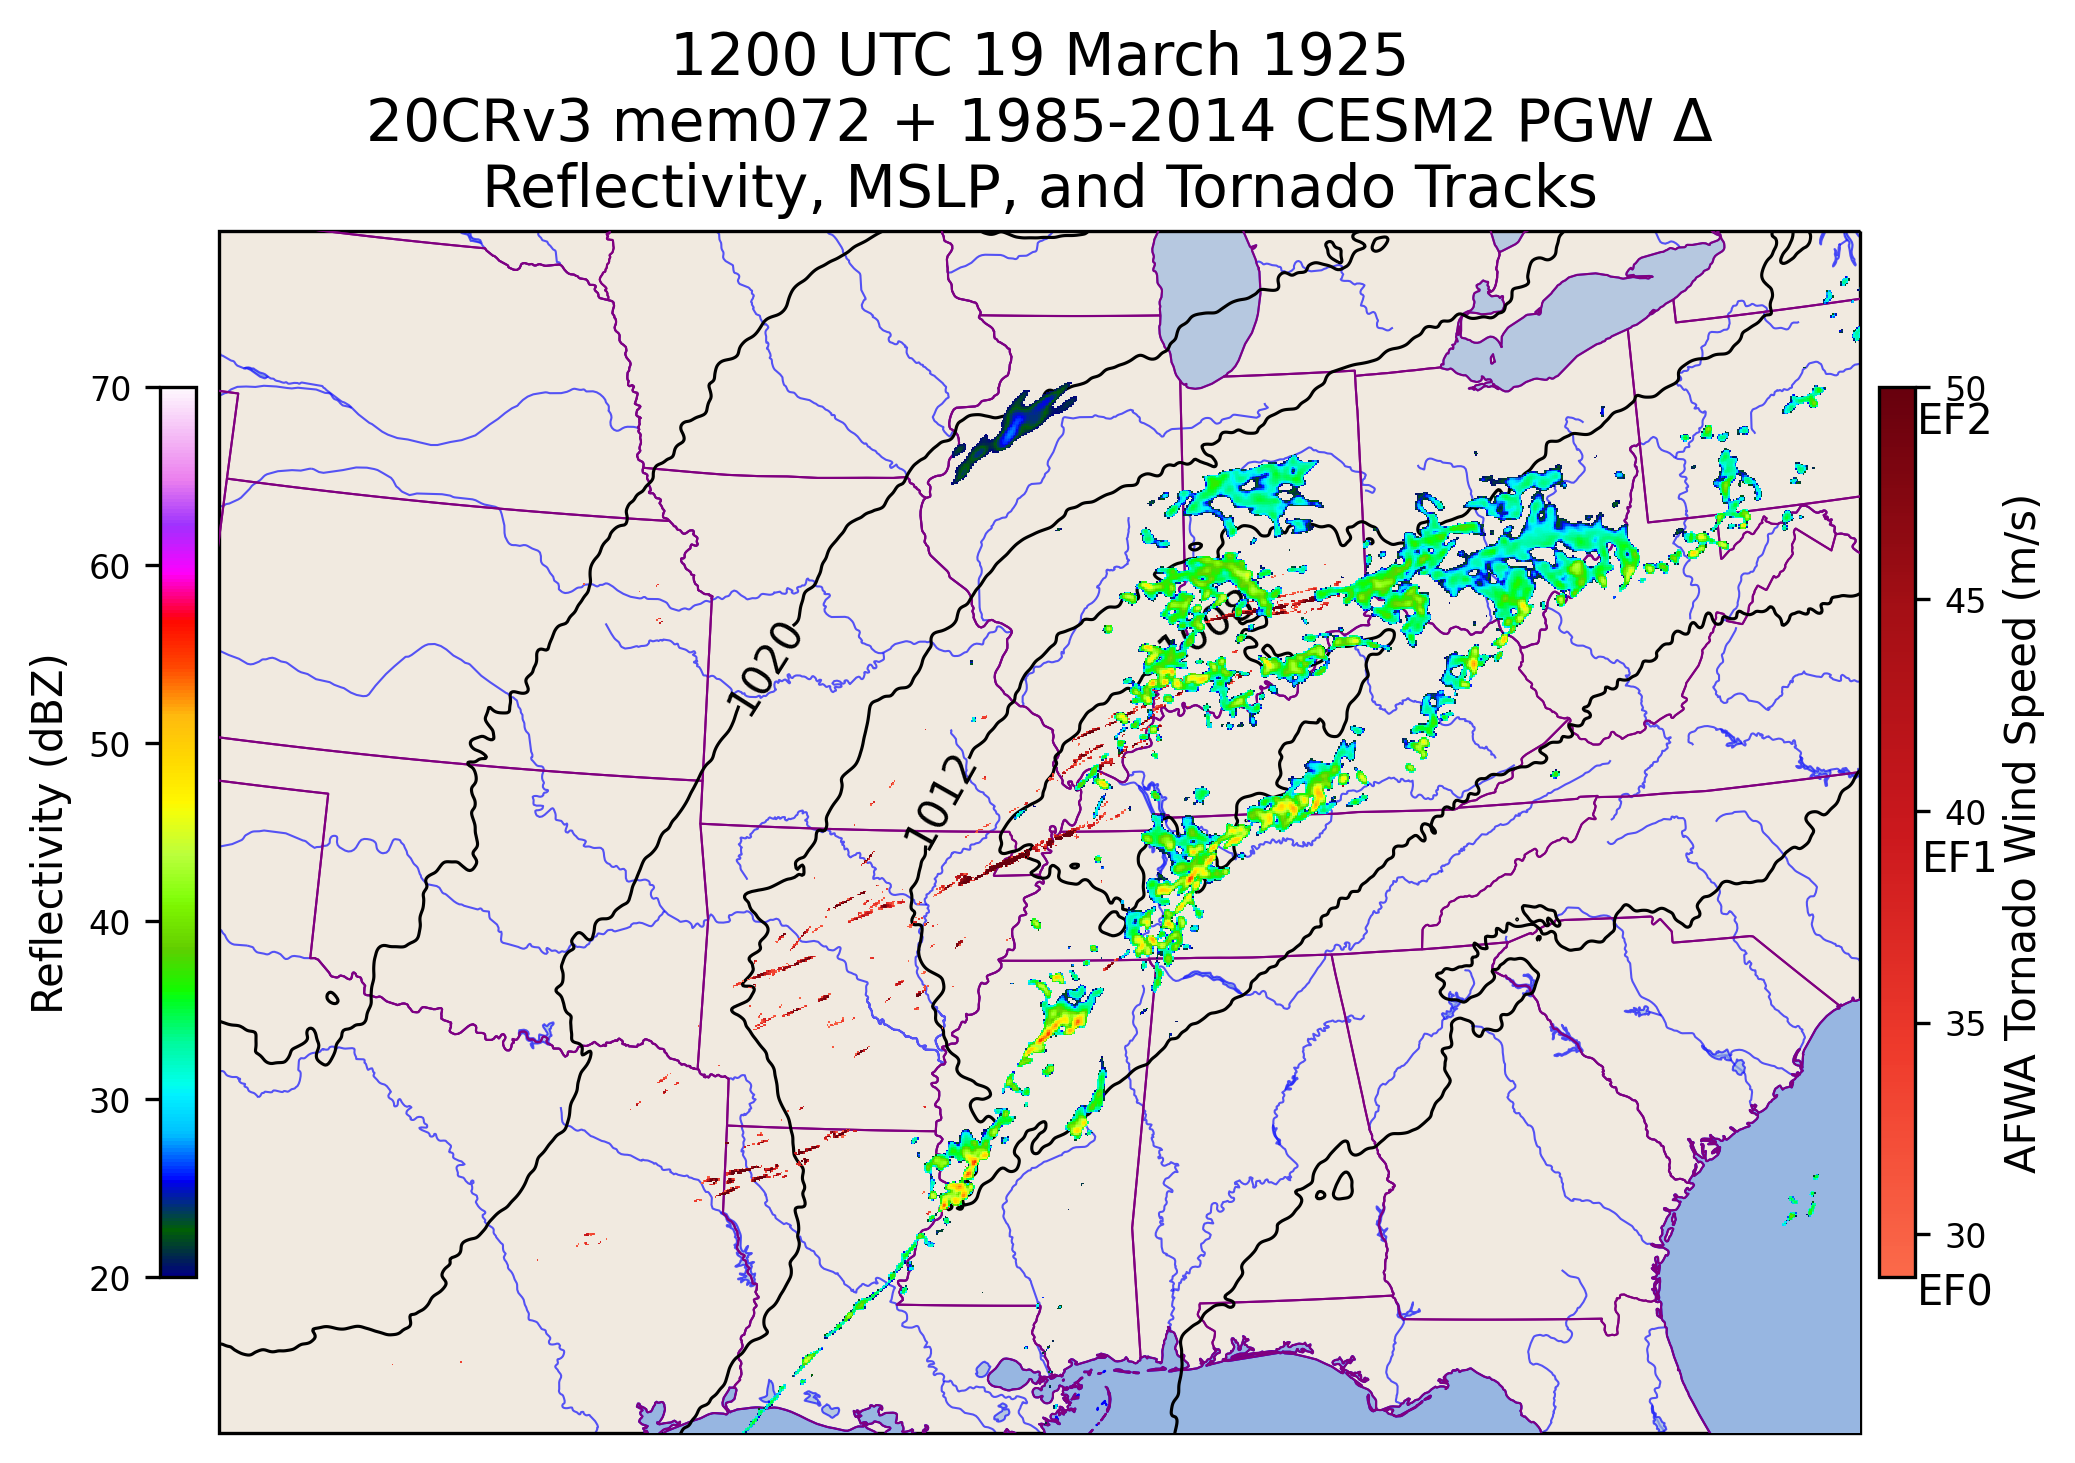 1200 UTC 19 March 1925
20CRv3 mem072 + 1985-2014 CESM2 PGW Δ
Reflectivity, MSLP, and Tornado Tracks
70
60
50
40
30
20
Reflectivity (dBZ)
1020
1012
1008
50
45
40
35
30
EF2
EF1
EF0
AFWA Tornado Wind Speed (m/s)